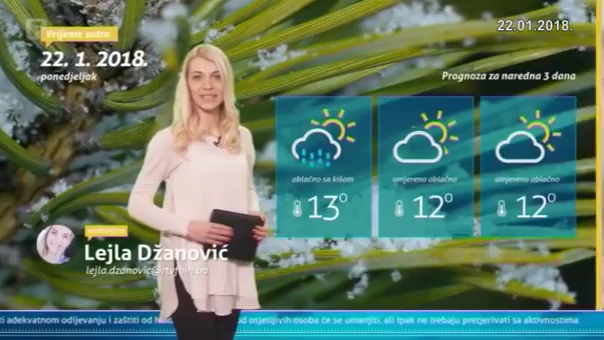 22.01.2018.
Vrijeme sutra
22. 1. 2018.
ponedjeljak
Prognoza za naredna 3 dana
oblačno sa kišom
umjereno oblačno
umjereno oblačno
13°
12°
12°
Lejla Džanović
lejla.dzanovic@rtvfbih.ba
ti adekvatnom odijevanju i zaštiti od
od osjetljivih osoba će se umanjiti, ali ipak ne trebaju pretjerivati sa aktivnostima